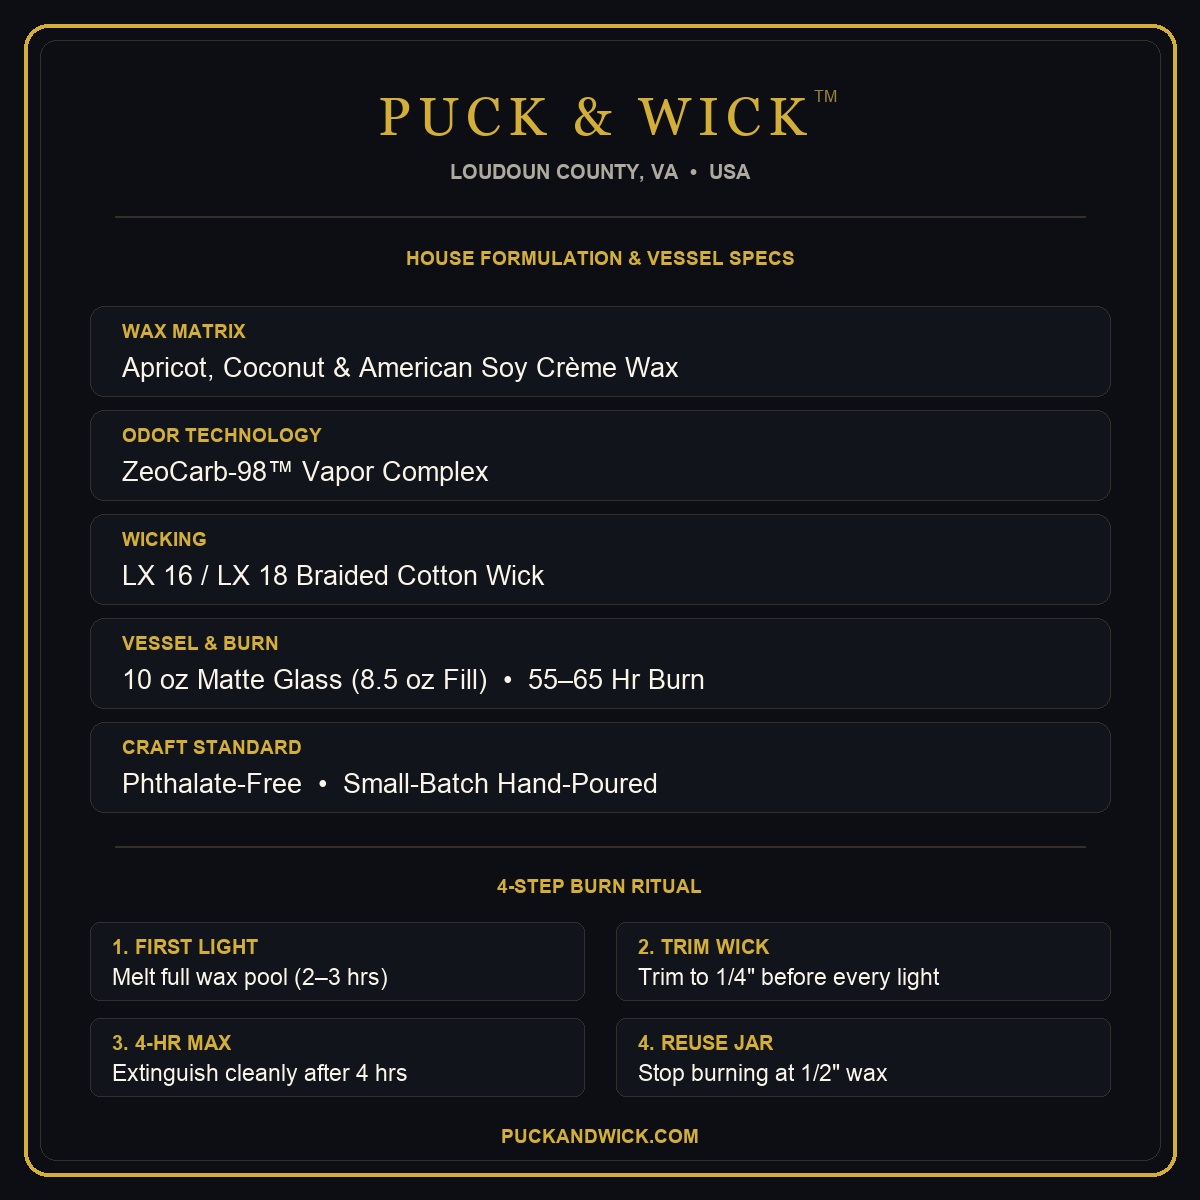 PUCK & WICK™
LOUDOUN COUNTY, VA • USA
HOUSE FORMULATION & VESSEL SPECS
WAX MATRIX
Apricot, Coconut & American Soy Crème Wax
ODOR TECHNOLOGY
ZeoCarb-98™ Vapor Complex
WICKING
LX 16 / LX 18 Braided Cotton Wick
VESSEL & BURN
10 oz Matte Glass (8.5 oz Fill) • 55–65 Hr Burn
CRAFT STANDARD
Phthalate-Free • Small-Batch Hand-Poured
4-STEP BURN RITUAL
1. FIRST LIGHT
Melt full wax pool (2–3 hrs)
2. TRIM WICK
Trim to 1/4" before every light
3. 4-HR MAX
Extinguish cleanly after 4 hrs
4. REUSE JAR
Stop burning at 1/2" wax
PUCKANDWICK.COM